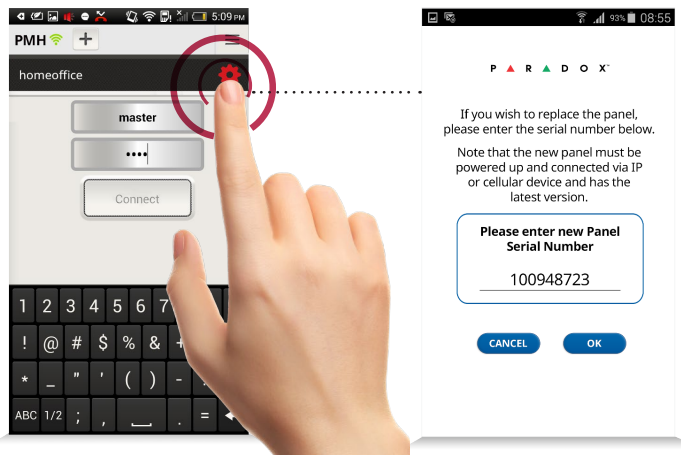 5:09 PM
PMH
+
homeoffice
master
••••
Connect
1 2 3 4 5 6 7
! @ # $ % & +
* _ " ' ( ) -
ABC 1/2 ; , . =
93% 08:55
P A R A D O X™
If you wish to replace the panel,
please enter the serial number below.
Note that the new panel must be
powered up and connected via IP
or cellular device and has the
latest version.
Please enter new Panel
Serial Number
100948723
CANCEL OK